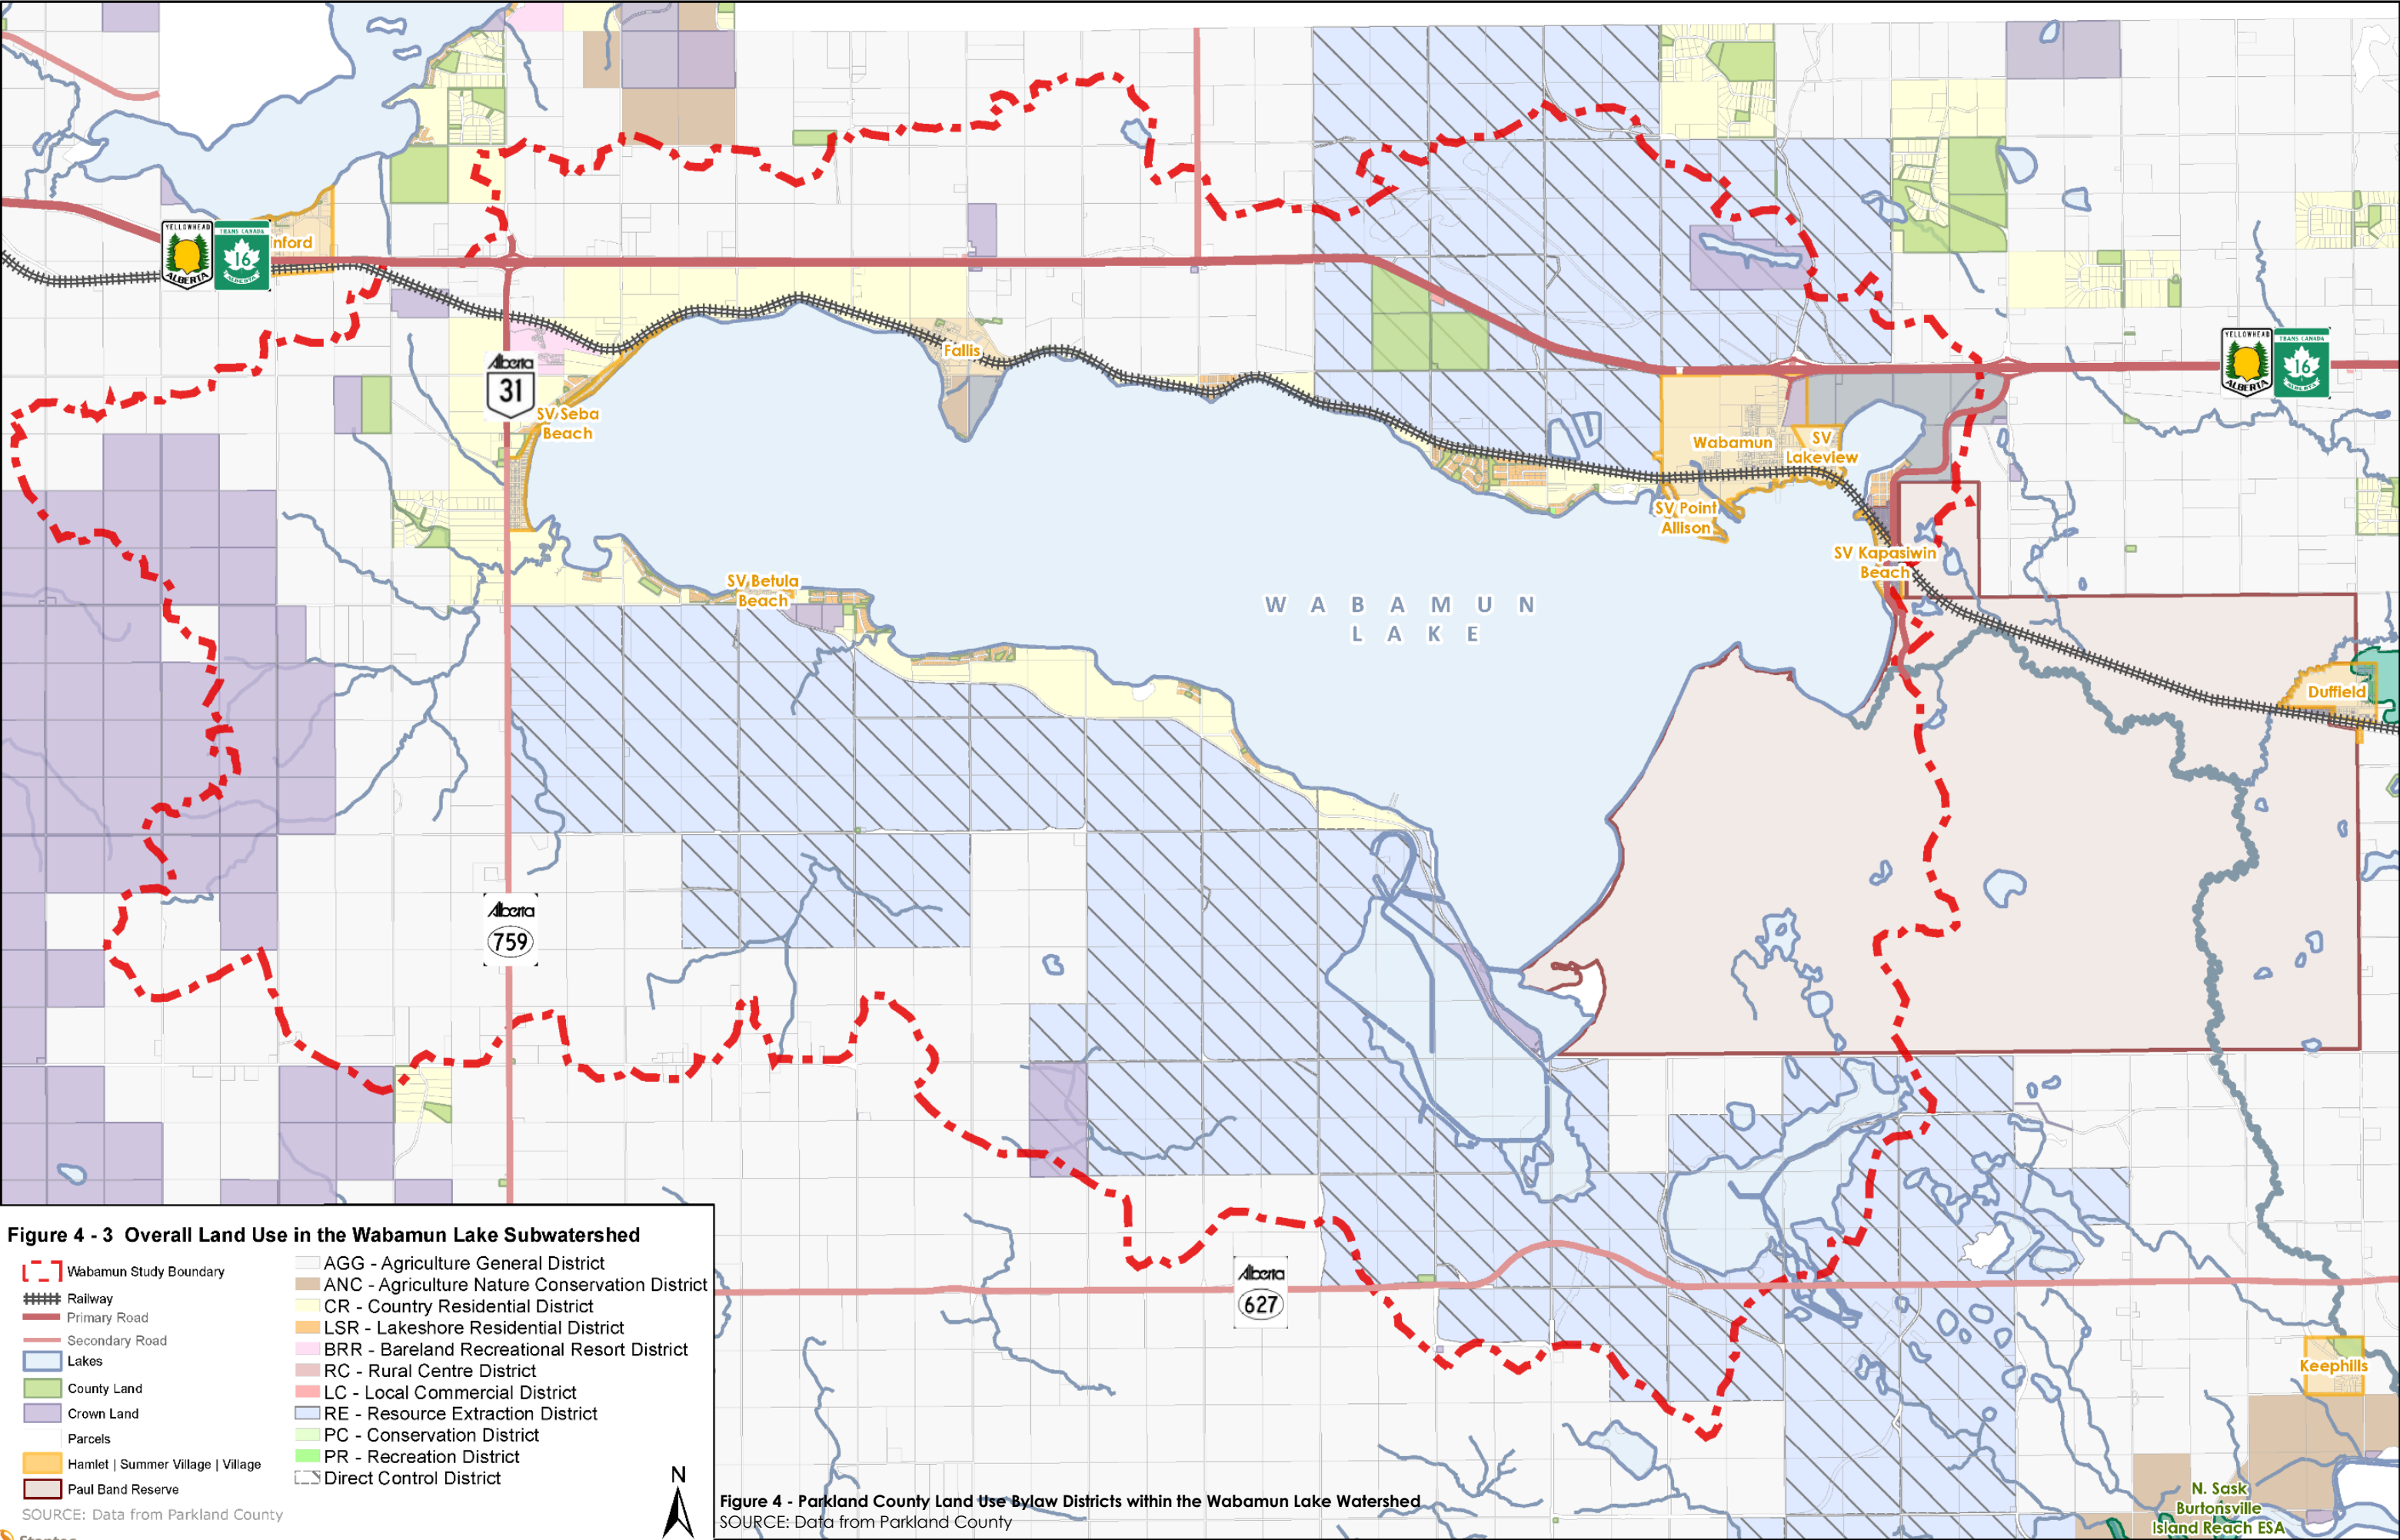 YELLOWHEAD
ALBERTA
TRANS CANADA
16
ALBERTA
nford
Alberta
31
SV Seba
Beach
Fallis
Wabamun
SV
Lakeview
SV Point
Allison
YELLOWHEAD
ALBERTA
TRANS CANADA
16
ALBERTA
SV Kapasiwin
Beach
SV Betula
Beach
WABAMUN
LAKE
Duffield
Alberta
759
Alberta
627
Keephills
N. Sask
Burtonsville
Island Reach ESA
Figure 4 - 3 Overall Land Use in the Wabamun Lake Subwatershed
Wabamun Study Boundary
Railway
Primary Road
Secondary Road
Lakes
County Land
Crown Land
Parcels
Hamlet | Summer Village | Village
Paul Band Reserve
SOURCE: Data from Parkland County
Stantec
AGG - Agriculture General District
ANC - Agriculture Nature Conservation District
CR - Country Residential District
LSR - Lakeshore Residential District
BRR - Bareland Recreational Resort District
RC - Rural Centre District
LC - Local Commercial District
RE - Resource Extraction District
PC - Conservation District
PR - Recreation District
Direct Control District
N
Figure 4 - Parkland County Land Use Bylaw Districts within the Wabamun Lake Watershed
SOURCE: Data from Parkland County